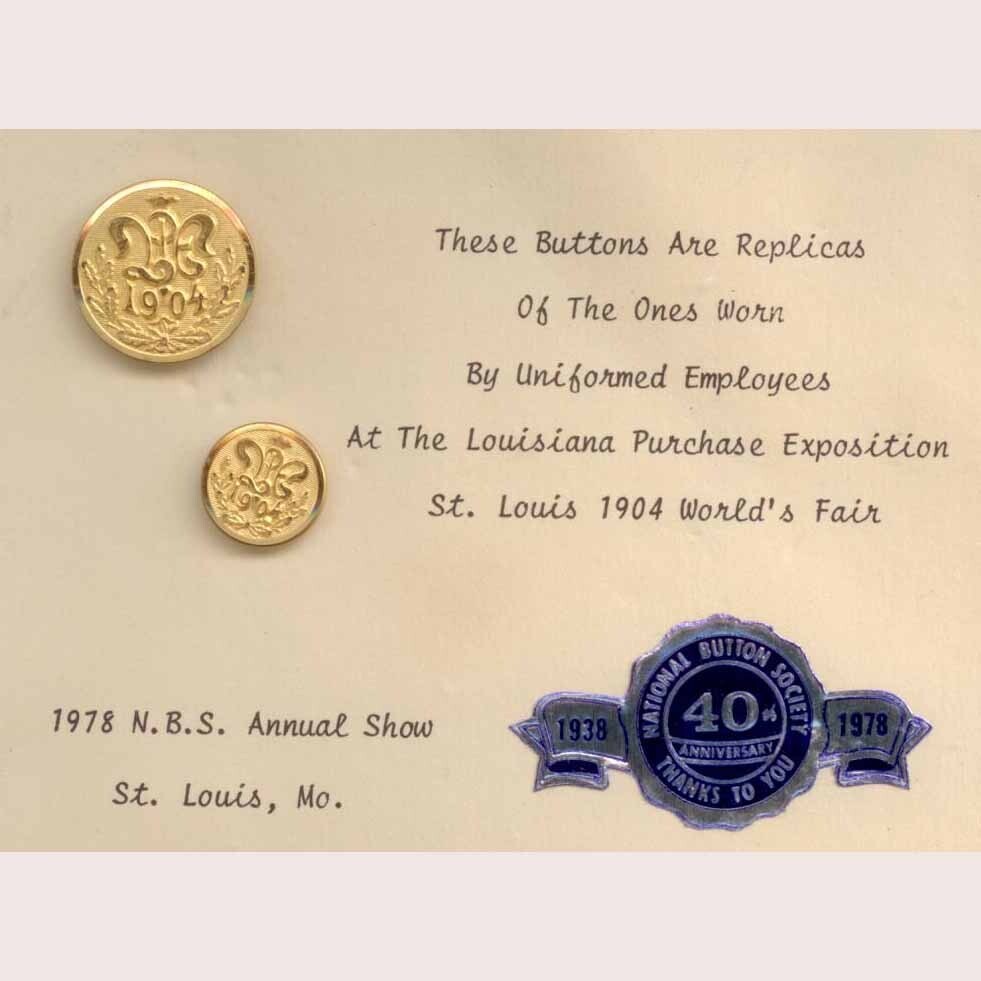 LPE
1904
These Buttons Are Replicas
Of The Ones Worn
By Uniformed Employees
At The Louisiana Purchase Exposition
St. Louis 1904 World's Fair
LPE
1904
1978 N.B.S. Annual Show
St. Louis, Mo.
NATIONAL BUTTON SOCIETY
1938
40th
1978
ANNIVERSARY
THANKS TO YOU